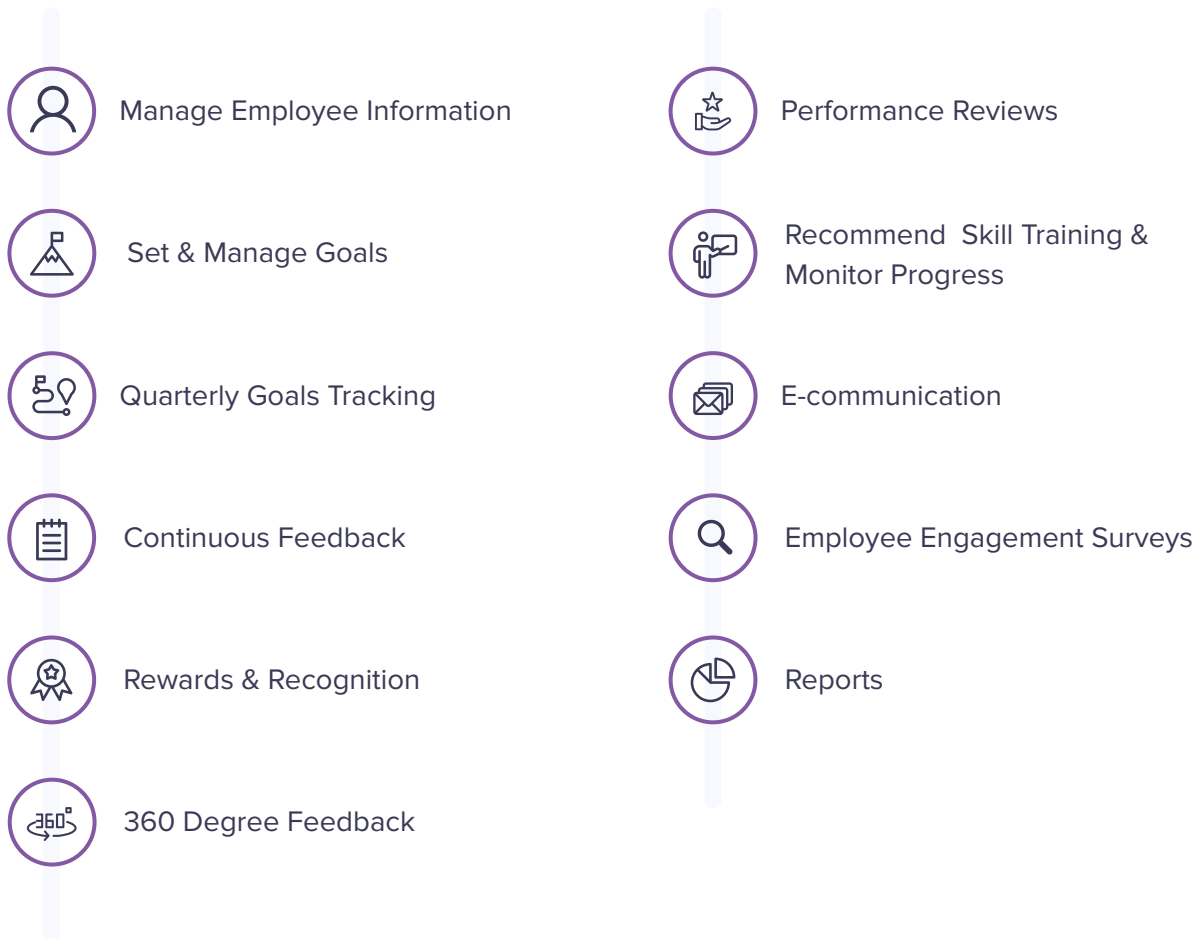 Manage Employee Information
Set & Manage Goals
Quarterly Goals Tracking
Continuous Feedback
Rewards & Recognition
360°
360 Degree Feedback
Performance Reviews
Recommend  Skill Training &
Monitor Progress
E-communication
Employee Engagement Surveys
Reports